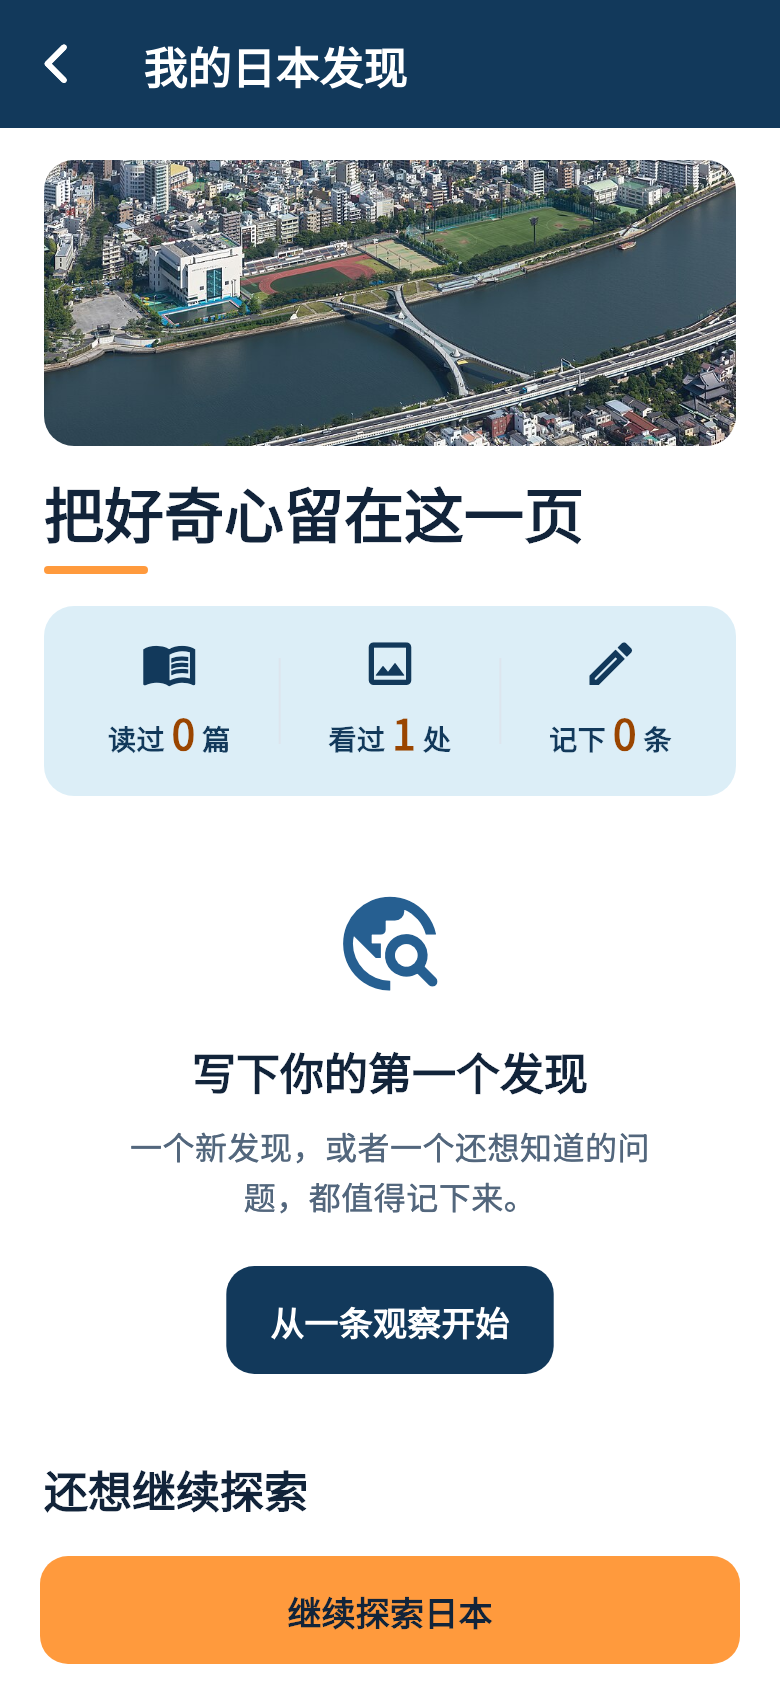 我的日本发现
把好奇心留在这一页
读过 0 篇
看过 1 处
记下 0 条
写下你的第一个发现
一个新发现，或者一个还想知道的问
题，都值得记下来。
从一条观察开始
还想继续探索
继续探索日本